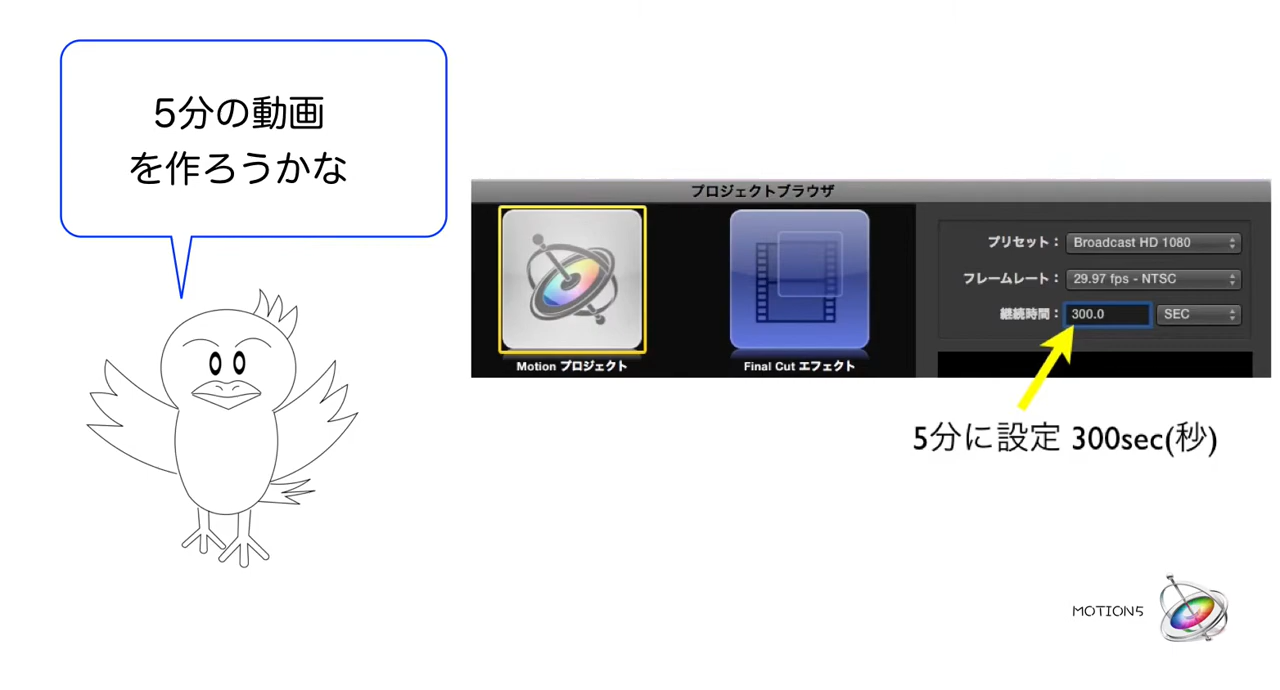 5分の動画
を作ろうかな
プロジェクトブラウザ
Motion プロジェクト
Final Cut エフェクト
プリセット： Broadcast HD 1080
フレームレート： 29.97 fps - NTSC
継続時間： 300.0 SEC
5分に設定 300sec(秒)
MOTION5